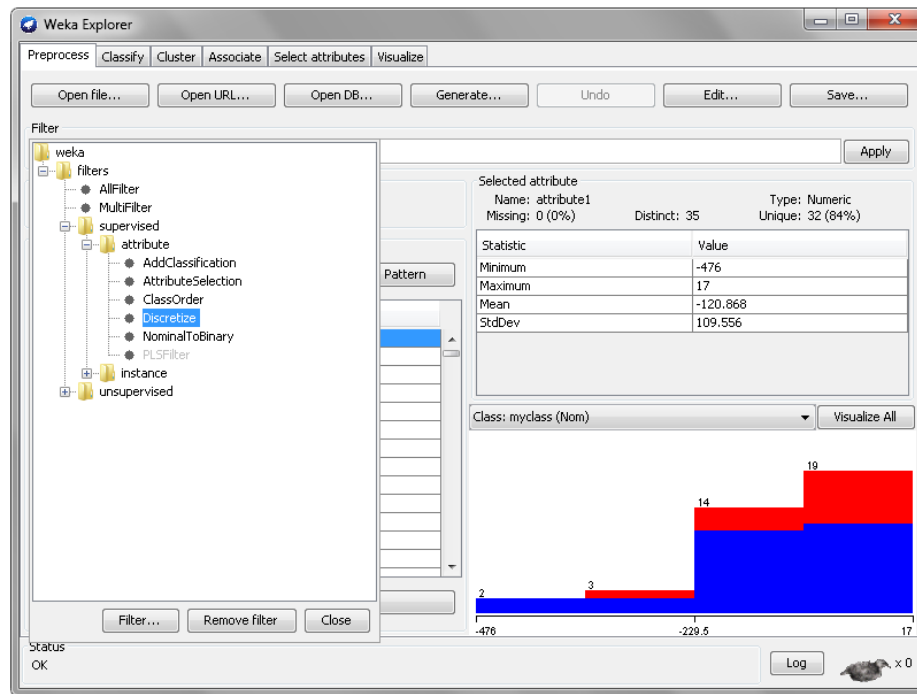 Weka Explorer
Preprocess Classify Cluster Associate Select attributes Visualize
Open file... Open URL... Open DB... Generate... Undo Edit... Save...
Filter
weka
filters
AllFilter
MultiFilter
supervised
attribute
AddClassification
AttributeSelection
ClassOrder
Discretize
NominalToBinary
PLSFilter
instance
unsupervised
Filter... Remove filter Close
Apply
Pattern
Selected attribute
Name: attribute1 Type: Numeric
Missing: 0 (0%) Distinct: 35 Unique: 32 (84%)
Statistic Value
Minimum -476
Maximum 17
Mean -120.868
StdDev 109.556
Class: myclass (Nom) Visualize All
19
14
3
2
-476 -229.5 17
Status
OK
Log x 0